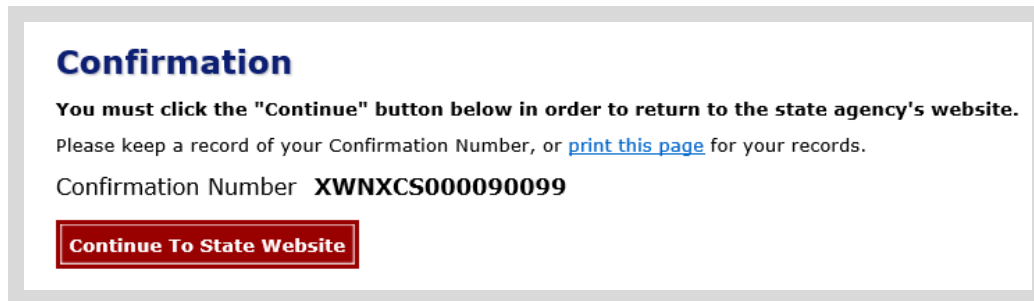 Confirmation
You must click the "Continue" button below in order to return to the state agency's website.
Please keep a record of your Confirmation Number, or print this page for your records.
Confirmation Number XWNXCS000090099
Continue To State Website